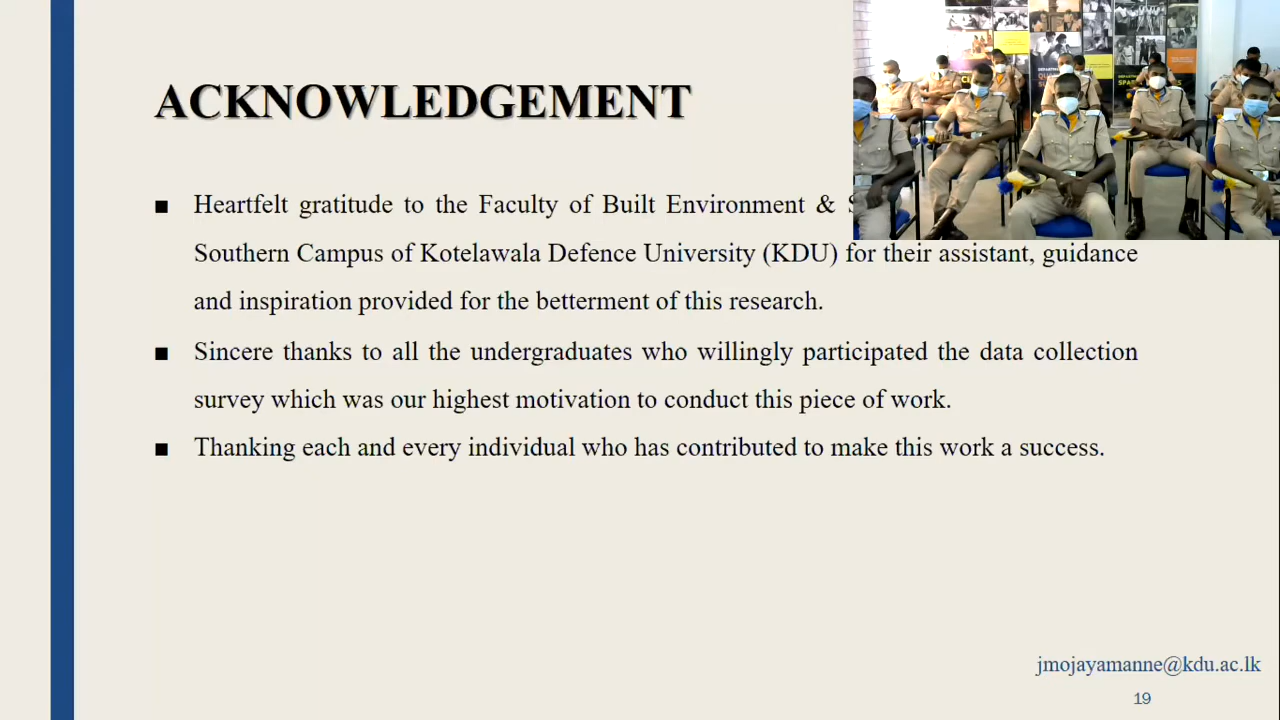 ACKNOWLEDGEMENT
■ Heartfelt gratitude to the Faculty of Built Environment &
Southern Campus of Kotelawala Defence University (KDU) for their assistant, guidance
and inspiration provided for the betterment of this research.
■ Sincere thanks to all the undergraduates who willingly participated the data collection
survey which was our highest motivation to conduct this piece of work.
■ Thanking each and every individual who has contributed to make this work a success.
jmojayamanne@kdu.ac.lk
19